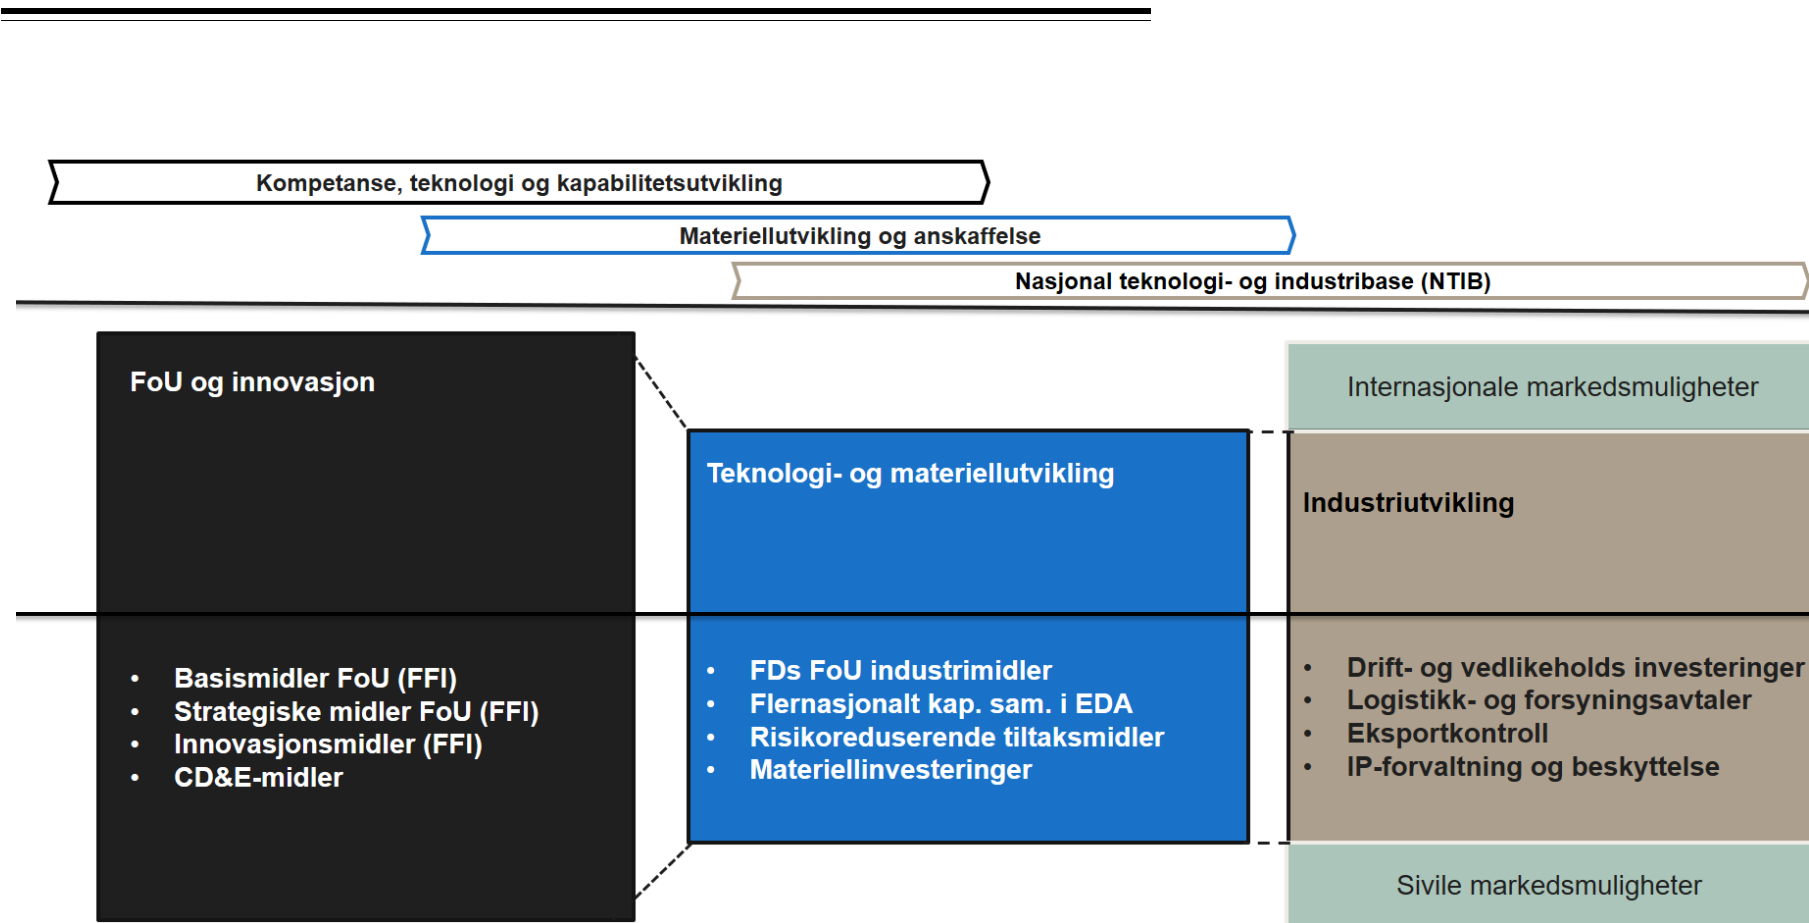 Kompetanse, teknologi og kapabilitetsutvikling
Materiellutvikling og anskaffelse
Nasjonal teknologi- og industribase (NTIB)
FoU og innovasjon
• Basismidler FoU (FFI)
• Strategiske midler FoU (FFI)
• Innovasjonsmidler (FFI)
• CD&E-midler
Teknologi- og materiellutvikling
• FDs FoU industrimidler
• Flernasjonalt kap. sam. i EDA
• Risikoreduserende tiltaksmidler
• Materiellinvesteringer
Internasjonale markedsmuligheter
Industriutvikling
• Drift- og vedlikeholds investeringer
• Logistikk- og forsyningsavtaler
• Eksportkontroll
• IP-forvaltning og beskyttelse
Sivile markedsmuligheter